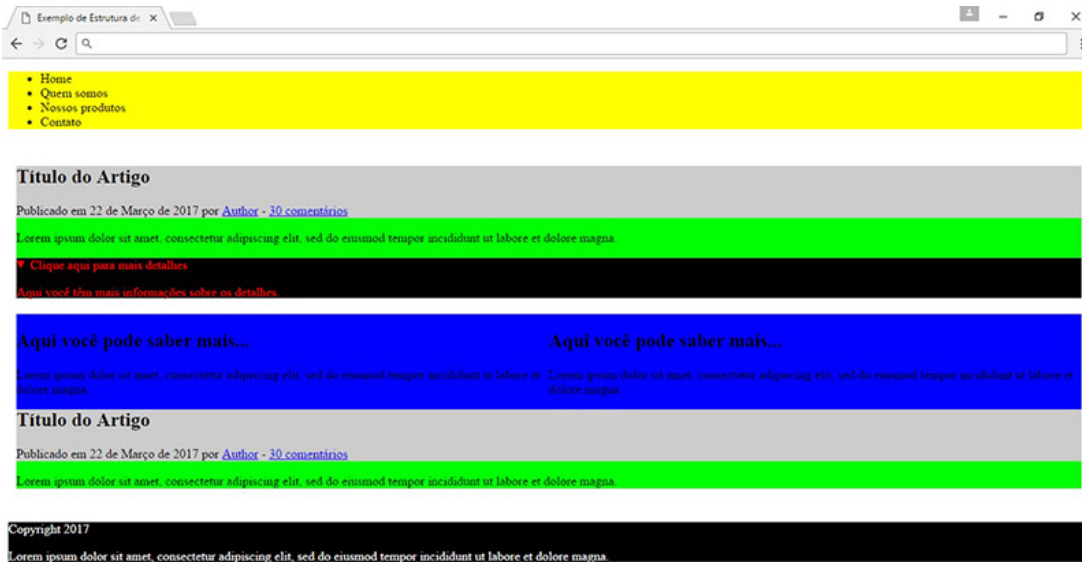 Exemplo de Estrutura de
Home
Quem somos
Nossos produtos
Contato
Título do Artigo
Publicado em 22 de Março de 2017 por Author - 30 comentários
Lorem ipsum dolor sit amet, consectetur adipiscing elit, sed do eiusmod tempor incididunt ut labore et dolore magna.
Clique aqui para mais detalhes
Aqui você têm mais informações sobre os detalhes
Aqui você pode saber mais...
Lorem ipsum dolor sit amet, consectetur adipiscing elit, sed do eiusmod tempor incididunt ut labore et
dolore magna.
Aqui você pode saber mais...
Lorem ipsum dolor sit amet, consectetur adipiscing elit, sed do eiusmod tempor incididunt ut labore et
dolore magna.
Título do Artigo
Publicado em 22 de Março de 2017 por Author - 30 comentários
Lorem ipsum dolor sit amet, consectetur adipiscing elit, sed do eiusmod tempor incididunt ut labore et dolore magna.
Copyright 2017
Lorem ipsum dolor sit amet, consectetur adipiscing elit, sed do eiusmod tempor incididunt ut labore et dolore magna.